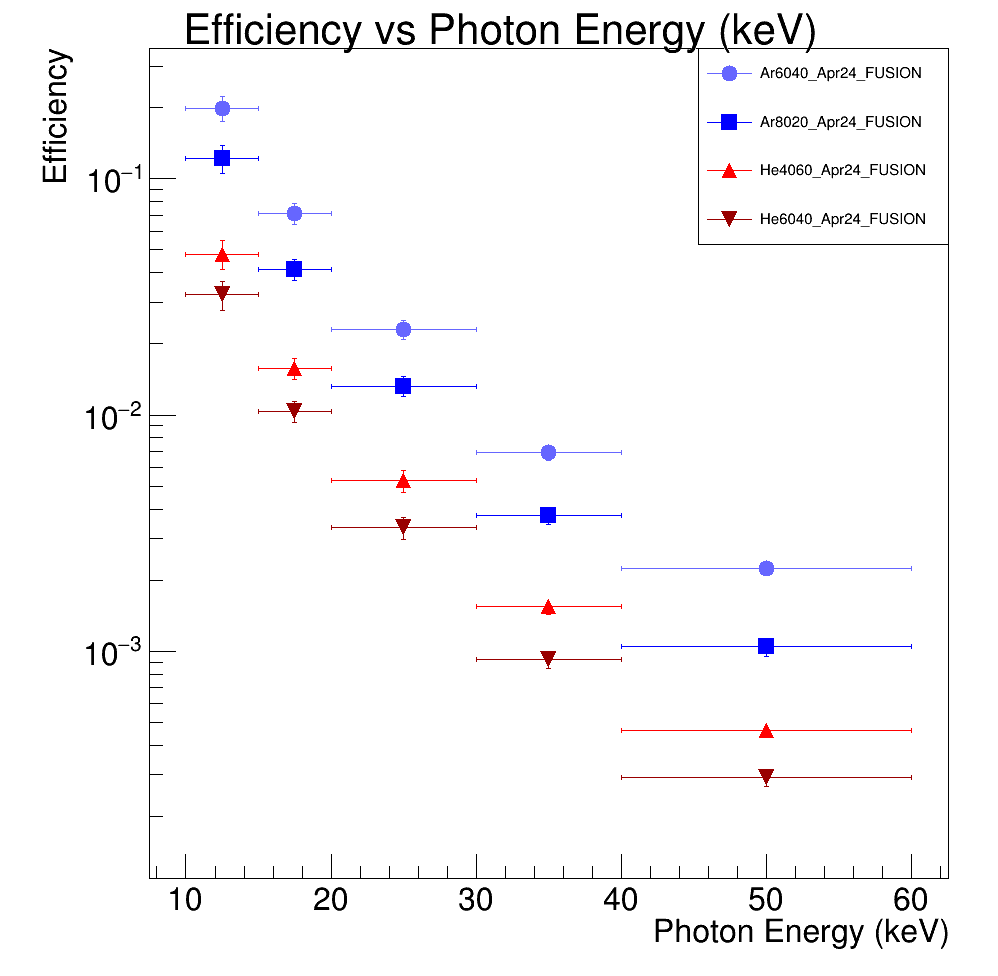 Efficiency vs Photon Energy (keV)
Efficiency
Ar6040_Apr24_FUSION
Ar8020_Apr24_FUSION
He4060_Apr24_FUSION
He6040_Apr24_FUSION
10⁻¹
10⁻²
10⁻³
10 20 30 40 50 60
Photon Energy (keV)